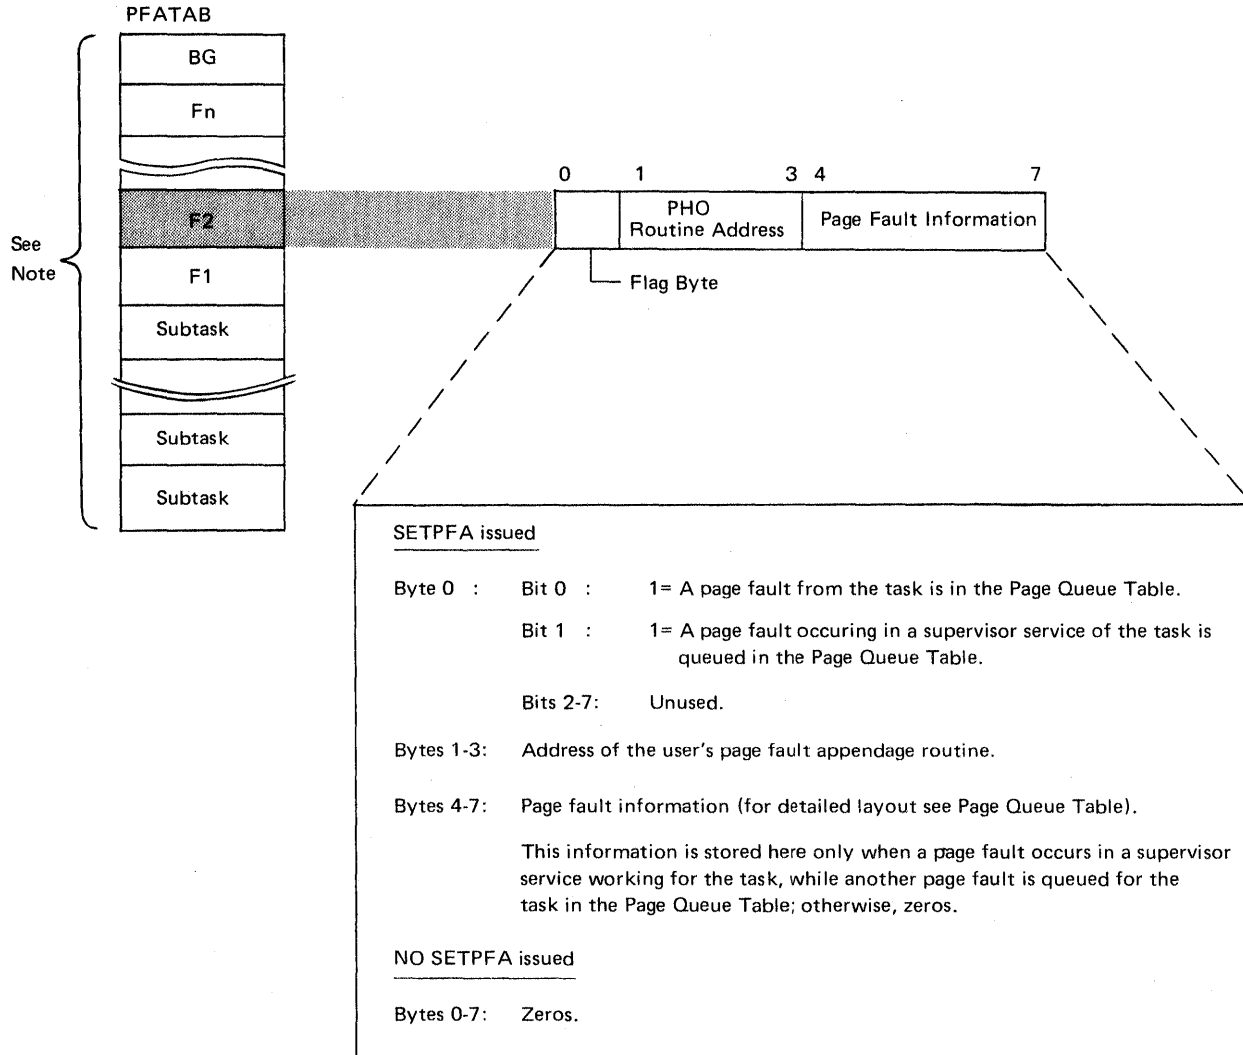 PFATAB
BG
Fn
F2
F1
Subtask
Subtask
Subtask
See
Note
0 1 3 4 7
PHO
Routine Address
Page Fault Information
Flag Byte
SETPFA issued
Byte 0 : Bit 0 : 1= A page fault from the task is in the Page Queue Table.
Bit 1 : 1= A page fault occuring in a supervisor service of the task is
queued in the Page Queue Table.
Bits 2-7: Unused.
Bytes 1-3: Address of the user's page fault appendage routine.
Bytes 4-7: Page fault information (for detailed layout see Page Queue Table).
This information is stored here only when a page fault occurs in a supervisor
service working for the task, while another page fault is queued for the
task in the Page Queue Table; otherwise, zeros.
NO SETPFA issued
Bytes 0-7: Zeros.